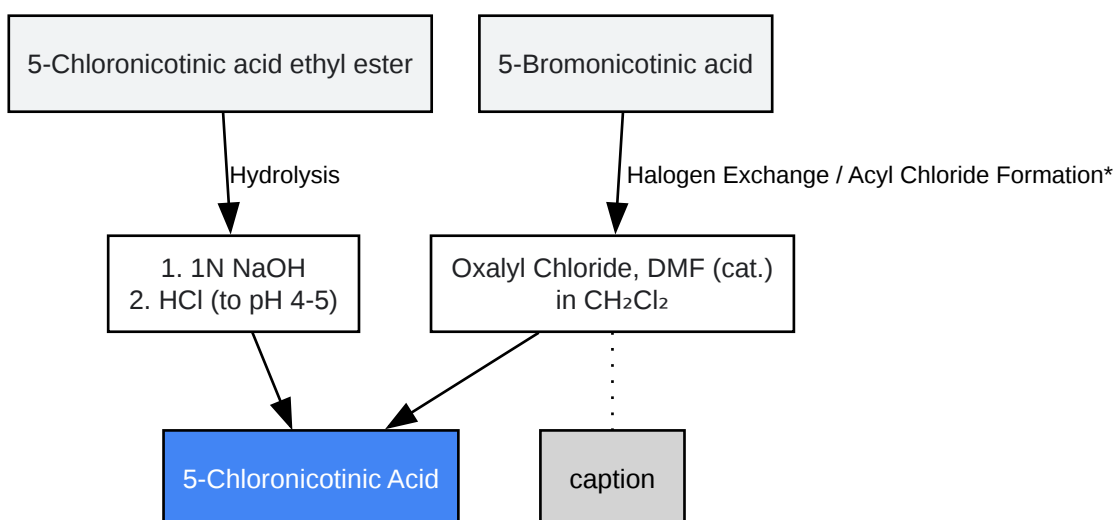 5-Chloronicotinic acid ethyl ester
5-Bromonicotinic acid
Hydrolysis
Halogen Exchange / Acyl Chloride Formation*
1. 1N NaOH
2. HCl (to pH 4-5)
Oxalyl Chloride, DMF (cat.)
in CH₂Cl₂
5-Chloronicotinic Acid
caption